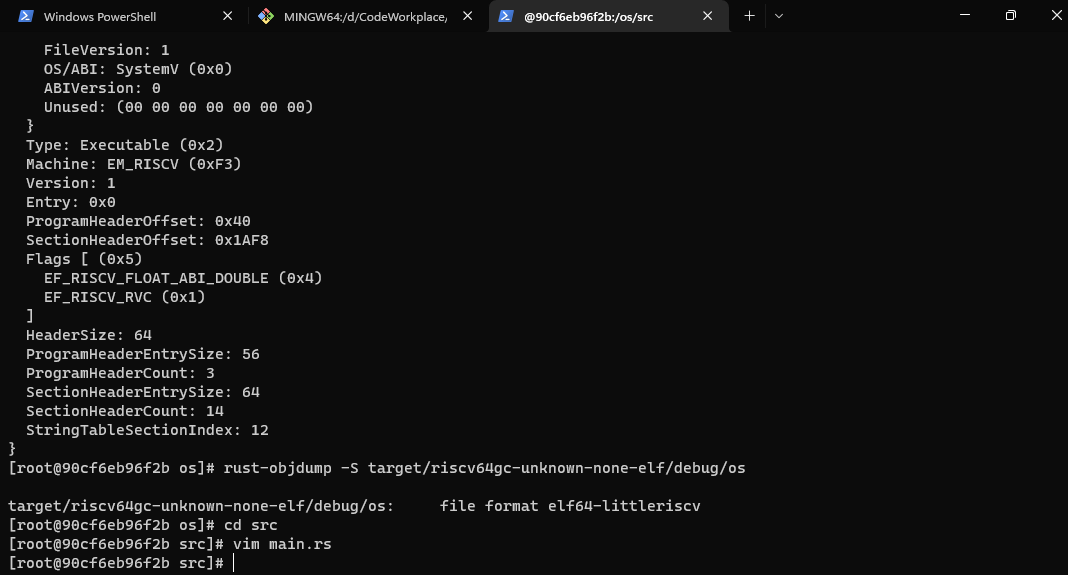 Windows PowerShell
MINGW64:/d/CodeWorkplace,
@90cf6eb96f2b:/os/src
FileVersion: 1
OS/ABI: SystemV (0x0)
ABIVersion: 0
Unused: (00 00 00 00 00 00 00)
}
Type: Executable (0x2)
Machine: EM_RISCV (0xF3)
Version: 1
Entry: 0x0
ProgramHeaderOffset: 0x40
SectionHeaderOffset: 0x1AF8
Flags [ (0x5)
EF_RISCV_FLOAT_ABI_DOUBLE (0x4)
EF_RISCV_RVC (0x1)
]
HeaderSize: 64
ProgramHeaderEntrySize: 56
ProgramHeaderCount: 3
SectionHeaderEntrySize: 64
SectionHeaderCount: 14
StringTableSectionIndex: 12
}
[root@90cf6eb96f2b os]# rust-objdump -S target/riscv64gc-unknown-none-elf/debug/os
target/riscv64gc-unknown-none-elf/debug/os:     file format elf64-littleriscv
[root@90cf6eb96f2b os]# cd src
[root@90cf6eb96f2b src]# vim main.rs
[root@90cf6eb96f2b src]#